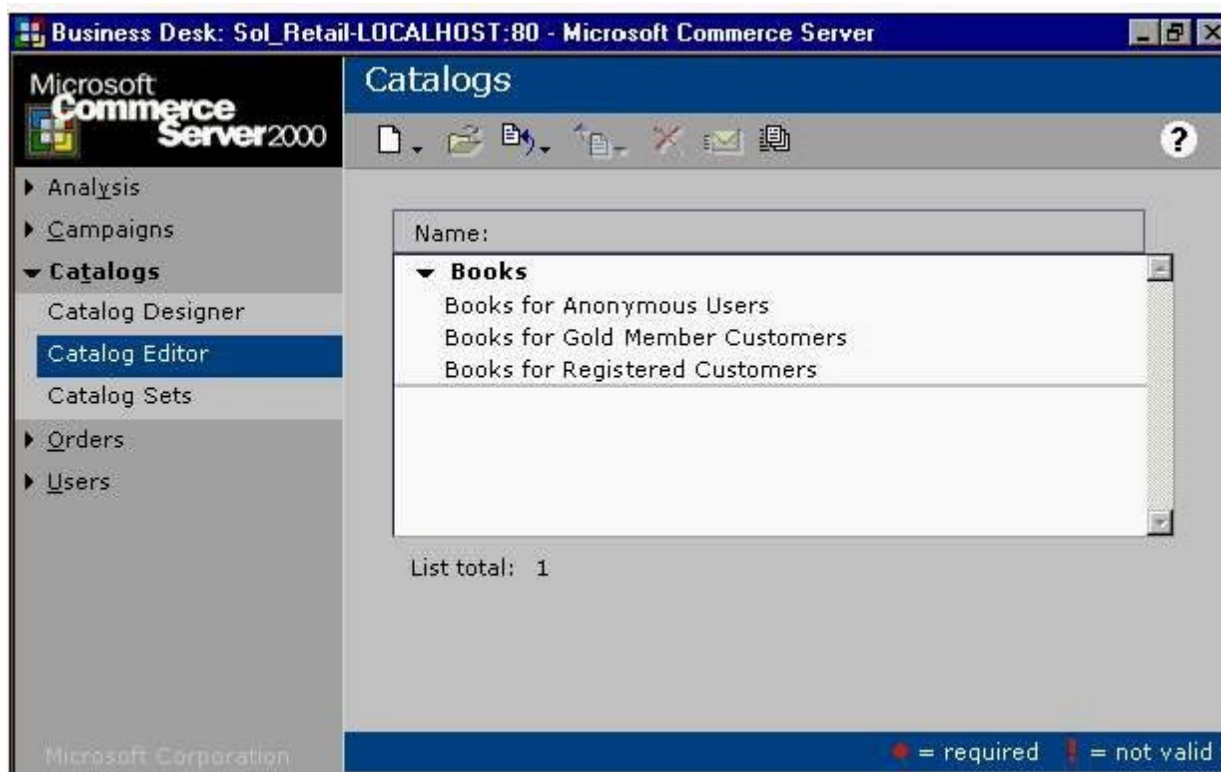 Business Desk: Sol_Retail-LOCALHOST:80 - Microsoft Commerce Server
Microsoft
Commerce
Server2000
Catalogs
?
Analysis
Campaigns
Catalogs
Catalog Designer
Catalog Editor
Catalog Sets
Orders
Users
Name:
Books
Books for Anonymous Users
Books for Gold Member Customers
Books for Registered Customers
List total: 1
Microsoft Corporation
= required ! = not valid